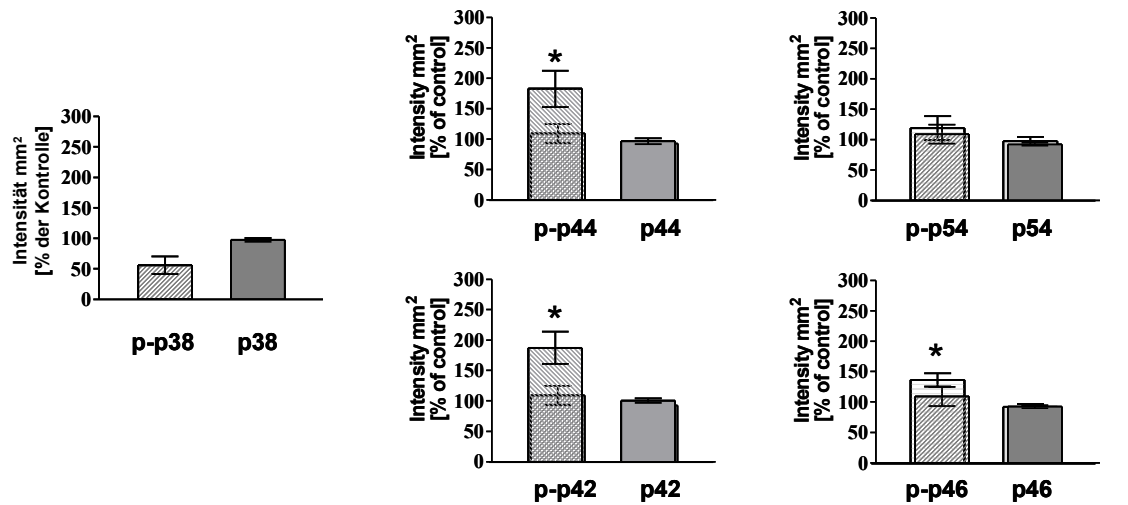 300
250
200
150
100
50
0
Intensität mm²
[% der Kontrolle]
p-p38 p38
300
250
200
150
100
50
0
Intensity mm²
[% of control]
*
p-p44 p44
300
250
200
150
100
50
0
Intensity mm²
[% of control]
p-p54 p54
300
250
200
150
100
50
0
Intensity mm²
[% of control]
*
p-p42 p42
300
250
200
150
100
50
0
Intensity mm²
[% of control]
*
p-p46 p46